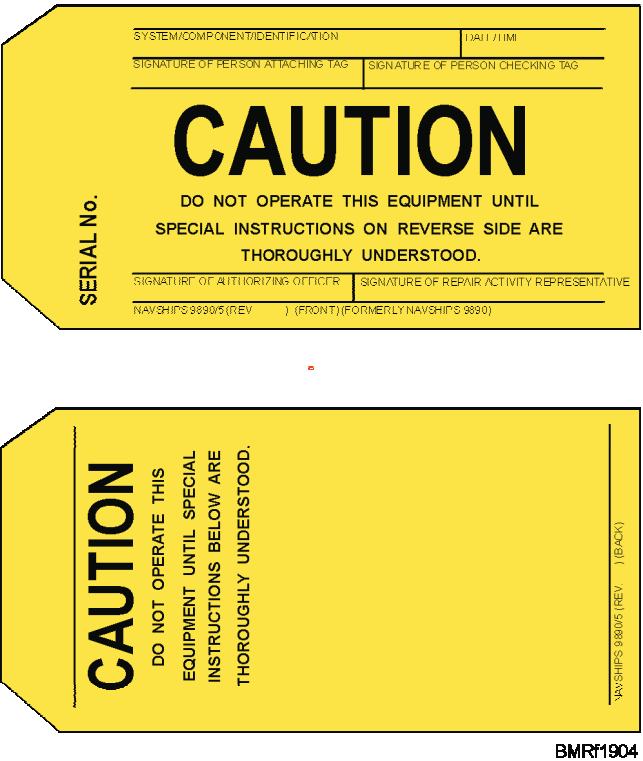 SYSTEM/COMPONENT/IDENTIFICATION DATE/TIME
SIGNATURE OF PERSON ATTACHING TAG SIGNATURE OF PERSON CHECKING TAG
CAUTION
DO NOT OPERATE THIS EQUIPMENT UNTIL
SPECIAL INSTRUCTIONS ON REVERSE SIDE ARE
THOROUGHLY UNDERSTOOD.
SERIAL No.
SIGNATURE OF AUTHORIZING OFFICER SIGNATURE OF REPAIR ACTIVITY REPRESENTATIVE
NAVSHIPS 9890/5 (REV ) (FRONT) (FORMERLY NAVSHIPS 9890)
CAUTION
DO NOT OPERATE THIS
EQUIPMENT UNTIL SPECIAL
INSTRUCTIONS BELOW ARE
THOROUGHLY UNDERSTOOD.
NAVSHIPS 9890/5 (REV. ) (BACK)
BMRf1904